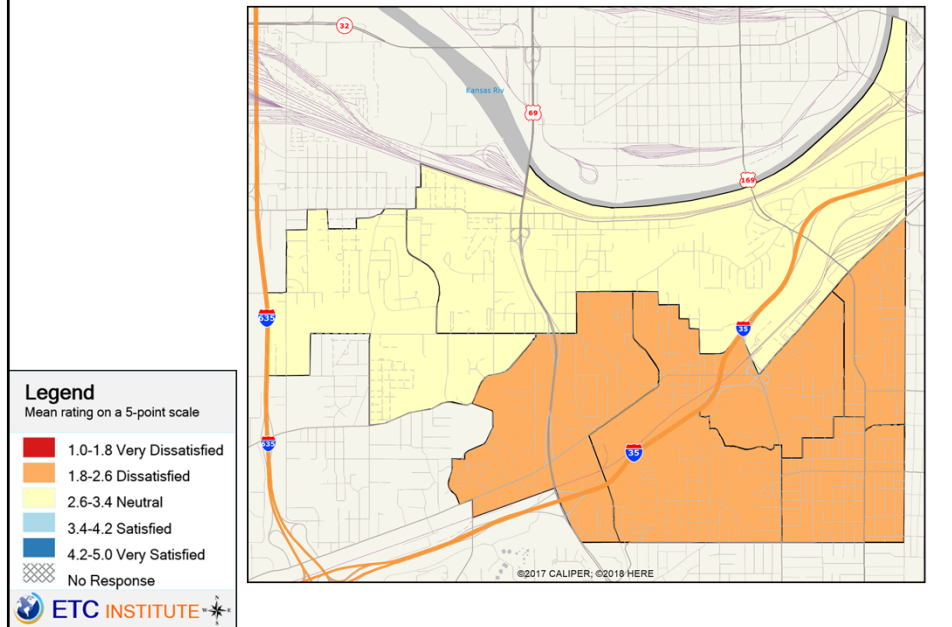 32
Kansas Riv
69
169
635
35
635
35
©2017 CALIPER; ©2018 HERE
Legend
Mean rating on a 5-point scale
1.0-1.8 Very Dissatisfied
1.8-2.6 Dissatisfied
2.6-3.4 Neutral
3.4-4.2 Satisfied
4.2-5.0 Very Satisfied
No Response
ETC INSTITUTE
N
W E
S